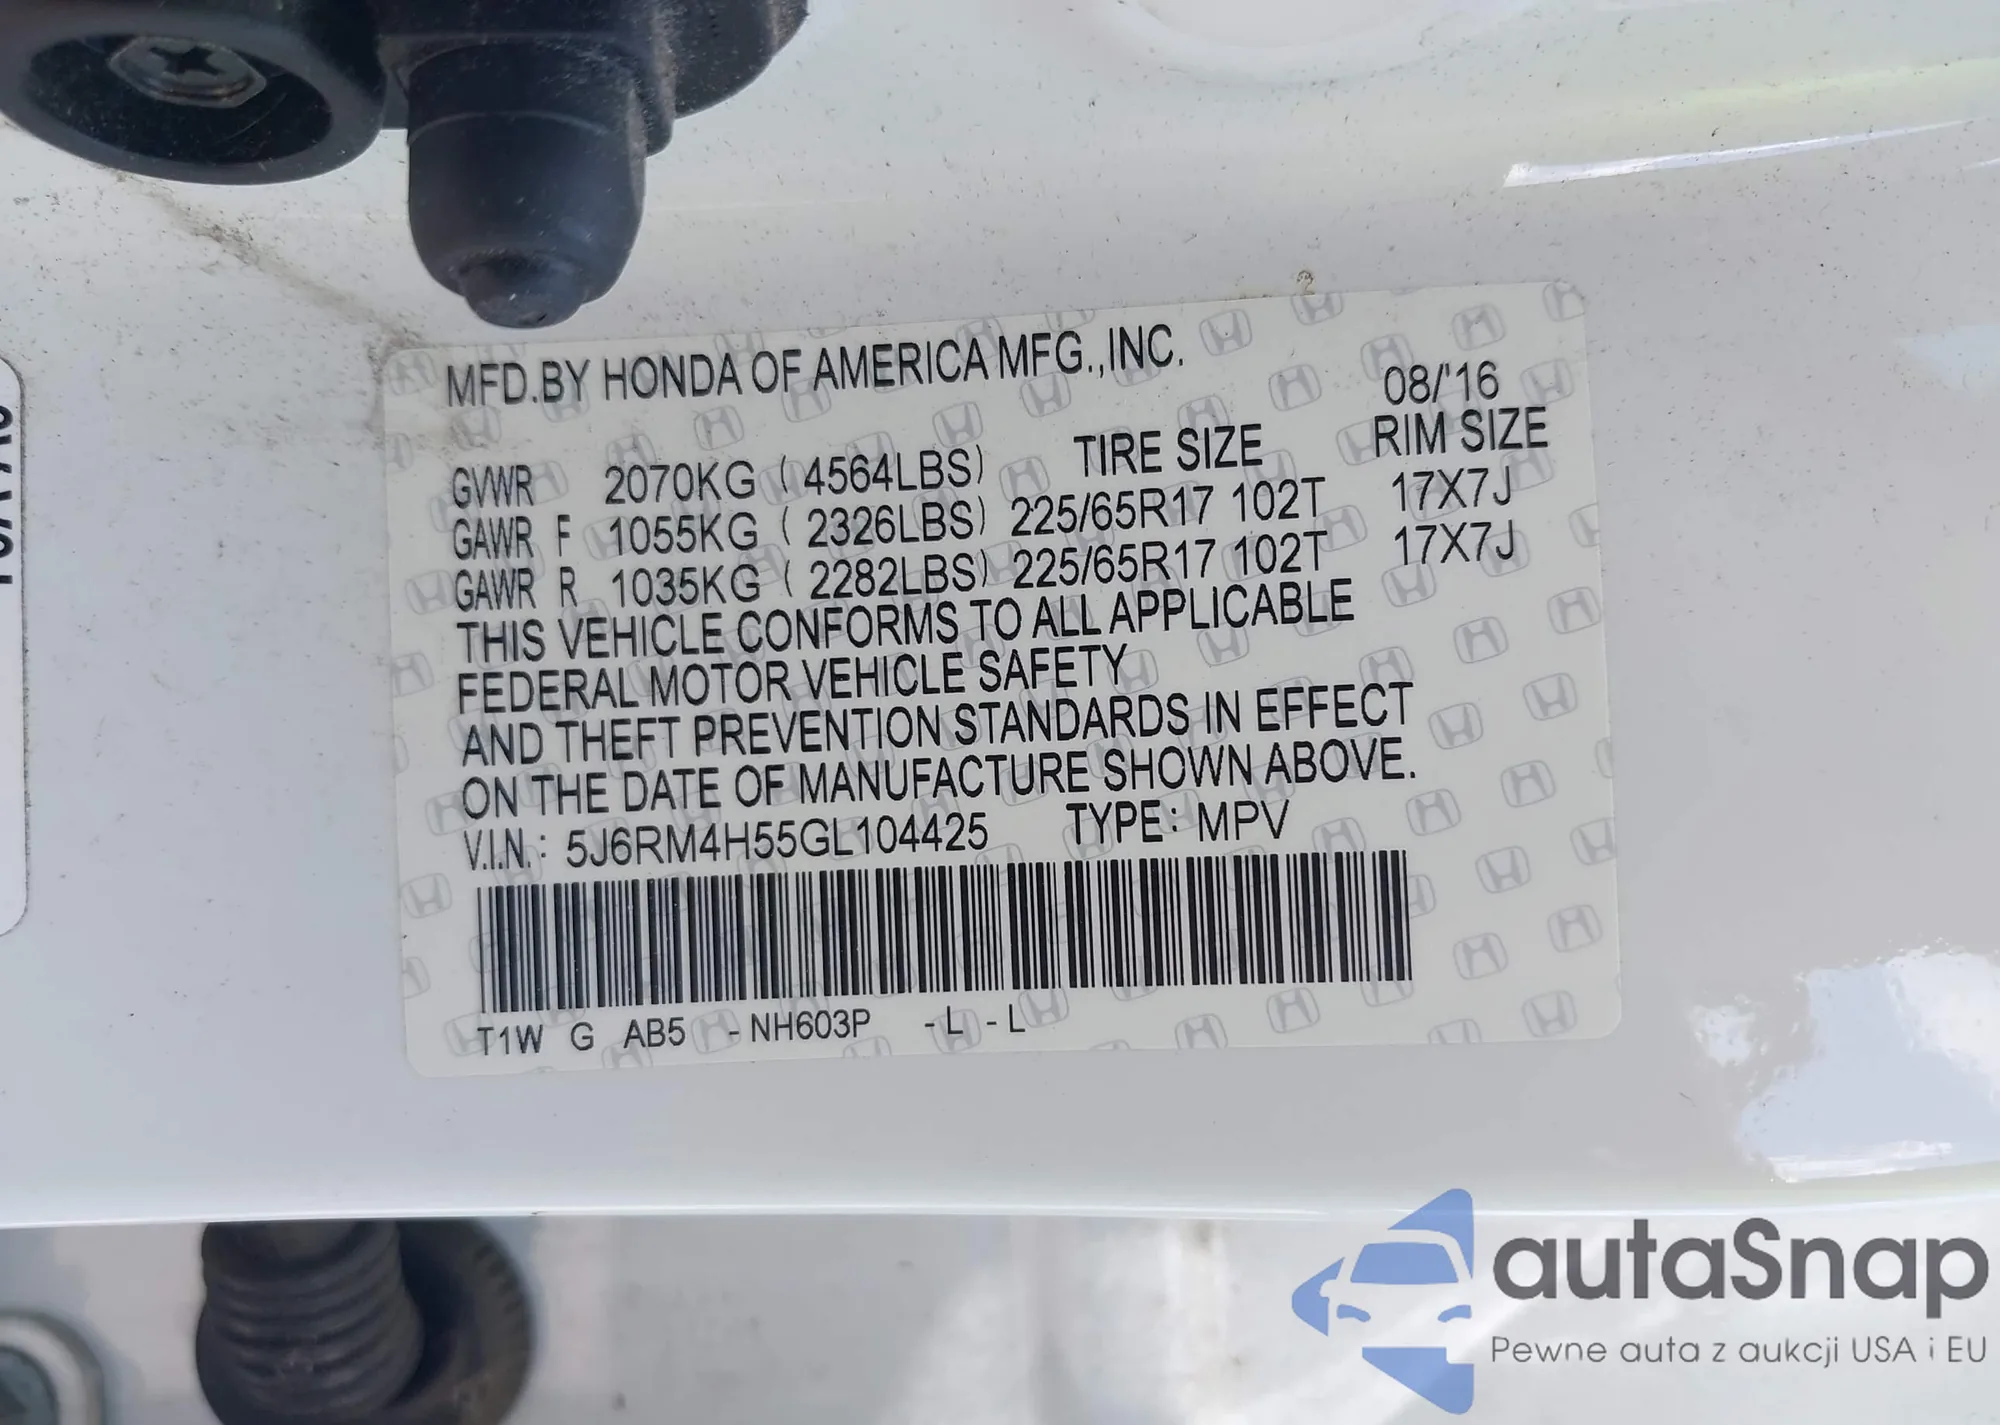 MFD.BY HONDA OF AMERICA MFG.,INC.
08/'16
GVWR 2070KG (4564LBS) TIRE SIZE RIM SIZE
GAWR F 1055KG (2326LBS) 225/65R17 102T 17X7J
GAWR R 1035KG (2282LBS) 225/65R17 102T 17X7J
THIS VEHICLE CONFORMS TO ALL APPLICABLE
FEDERAL MOTOR VEHICLE SAFETY
AND THEFT PREVENTION STANDARDS IN EFFECT
ON THE DATE OF MANUFACTURE SHOWN ABOVE.
V.I.N.: 5J6RM4H55GL104425 TYPE: MPV
T1W G AB5 -NH603P -L -L
autaSnap
Pewne auta z aukcji USA i EU